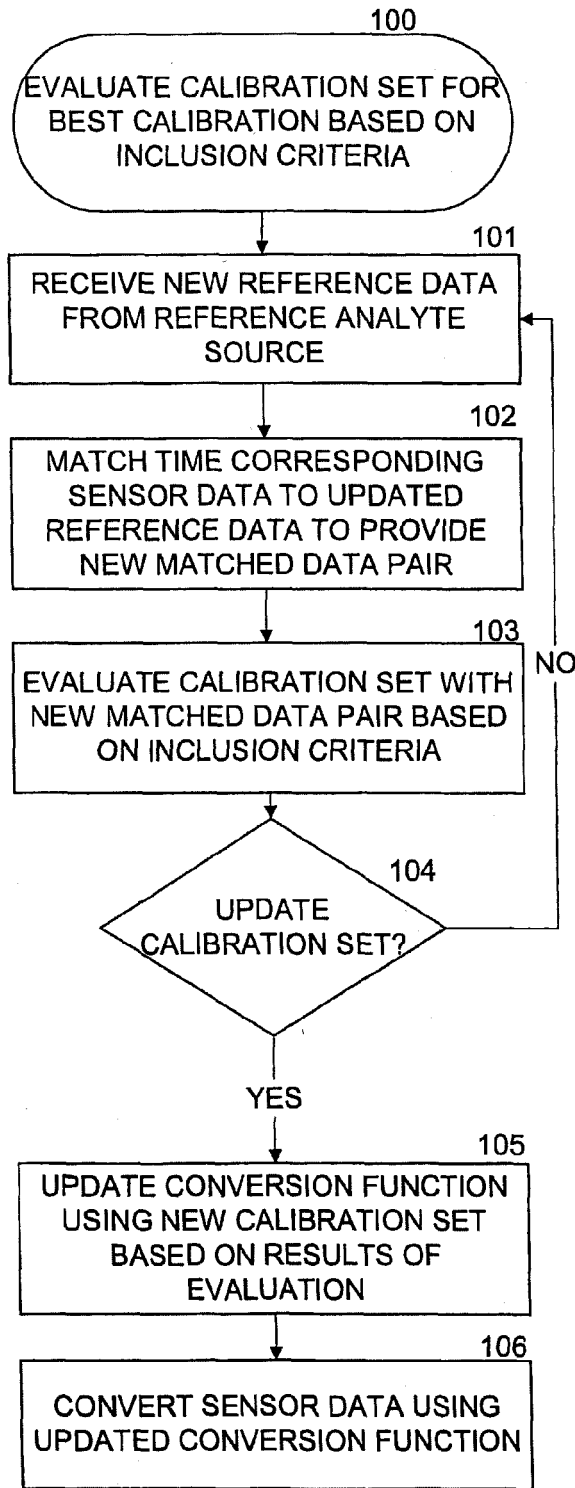 100
EVALUATE CALIBRATION SET FOR
BEST CALIBRATION BASED ON
INCLUSION CRITERIA
101
RECEIVE NEW REFERENCE DATA
FROM REFERENCE ANALYTE
SOURCE
102
MATCH TIME CORRESPONDING
SENSOR DATA TO UPDATED
REFERENCE DATA TO PROVIDE
NEW MATCHED DATA PAIR
103
EVALUATE CALIBRATION SET WITH
NEW MATCHED DATA PAIR BASED
ON INCLUSION CRITERIA
NO
104
UPDATE
CALIBRATION SET?
YES
105
UPDATE CONVERSION FUNCTION
USING NEW CALIBRATION SET
BASED ON RESULTS OF
EVALUATION
106
CONVERT SENSOR DATA USING
UPDATED CONVERSION FUNCTION